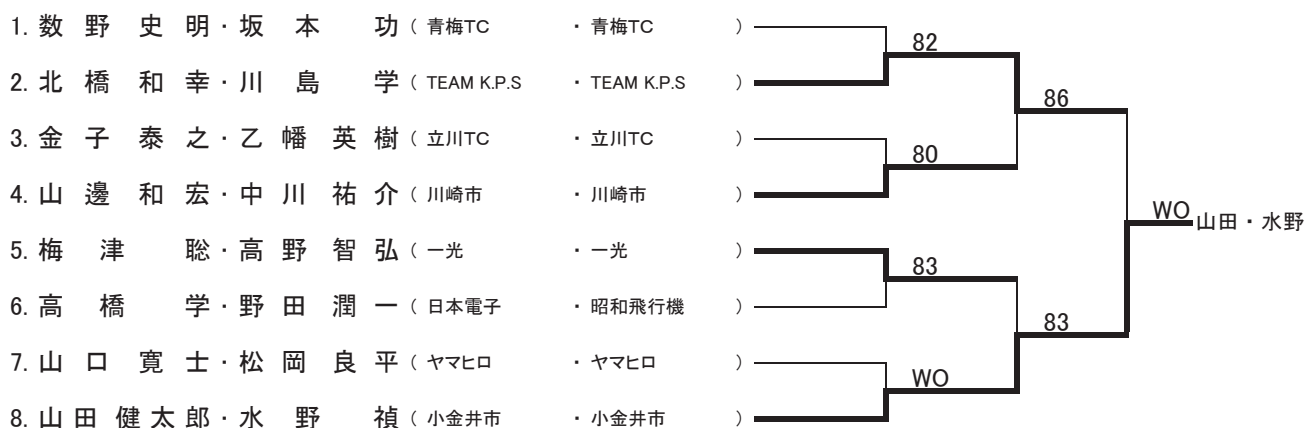 1. 数野史明・坂本功 ( 青梅TC ・ 青梅TC )
82
2. 北橋和幸・川島学 ( TEAM K.P.S ・ TEAM K.P.S )
86
3. 金子泰之・乙幡英樹 ( 立川TC ・ 立川TC )
80
4. 山邊和宏・中川祐介 ( 川崎市 ・ 川崎市 )
WO 山田・水野
5. 梅津聡・高野智弘 ( 一光 ・ 一光 )
83
6. 高橋学・野田潤一 ( 日本電子 ・ 昭和飛行機 )
83
7. 山口寛士・松岡良平 ( ヤマヒロ ・ ヤマヒロ )
WO
8. 山田健太郎・水野禎 ( 小金井市 ・ 小金井市 )